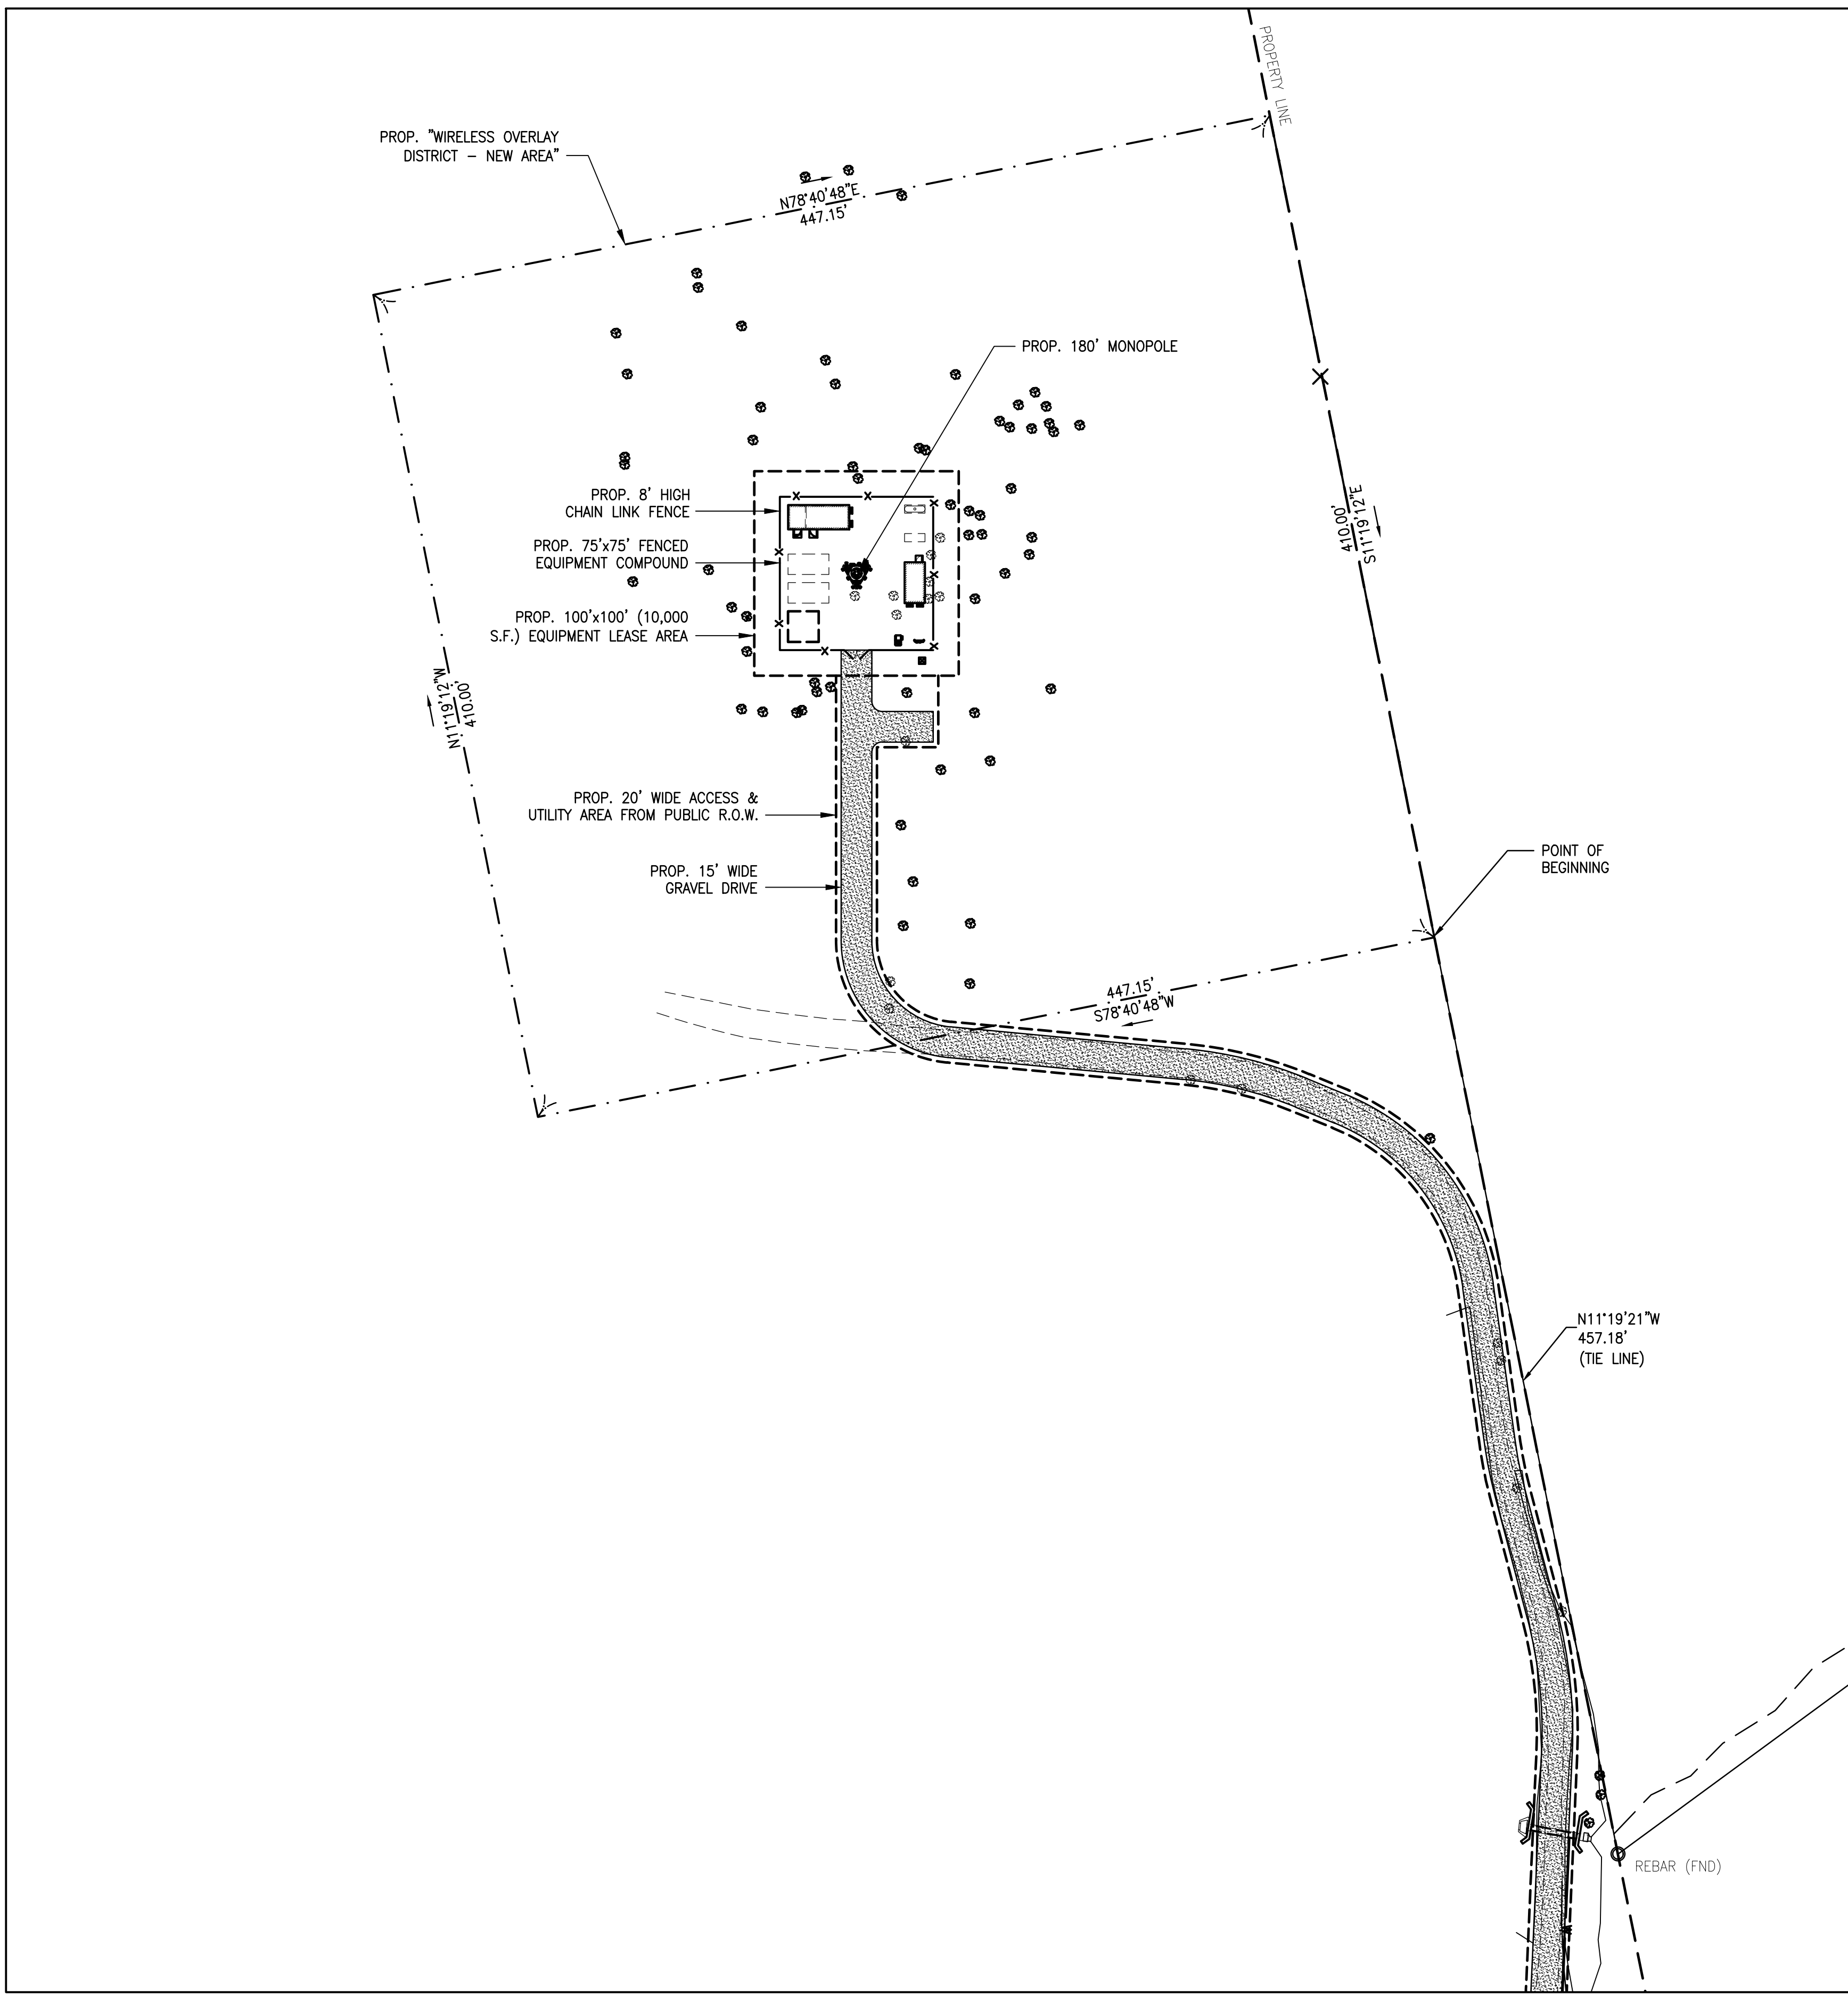 PROPERTY LINE
PROP. "WIRELESS OVERLAY
DISTRICT - NEW AREA"
N78°40'48"E
447.15'
PROP. 180' MONOPOLE
PROP. 8' HIGH
CHAIN LINK FENCE
PROP. 75'x75' FENCED
EQUIPMENT COMPOUND
PROP. 100'x100' (10,000
S.F.) EQUIPMENT LEASE AREA
S11°19'12"E
410.00'
N11°19'12"W
410.00'
PROP. 20' WIDE ACCESS &
UTILITY AREA FROM PUBLIC R.O.W.
PROP. 15' WIDE
GRAVEL DRIVE
POINT OF
BEGINNING
447.15'
S78°40'48"W
N11°19'21"W
457.18'
(TIE LINE)
REBAR (FND)